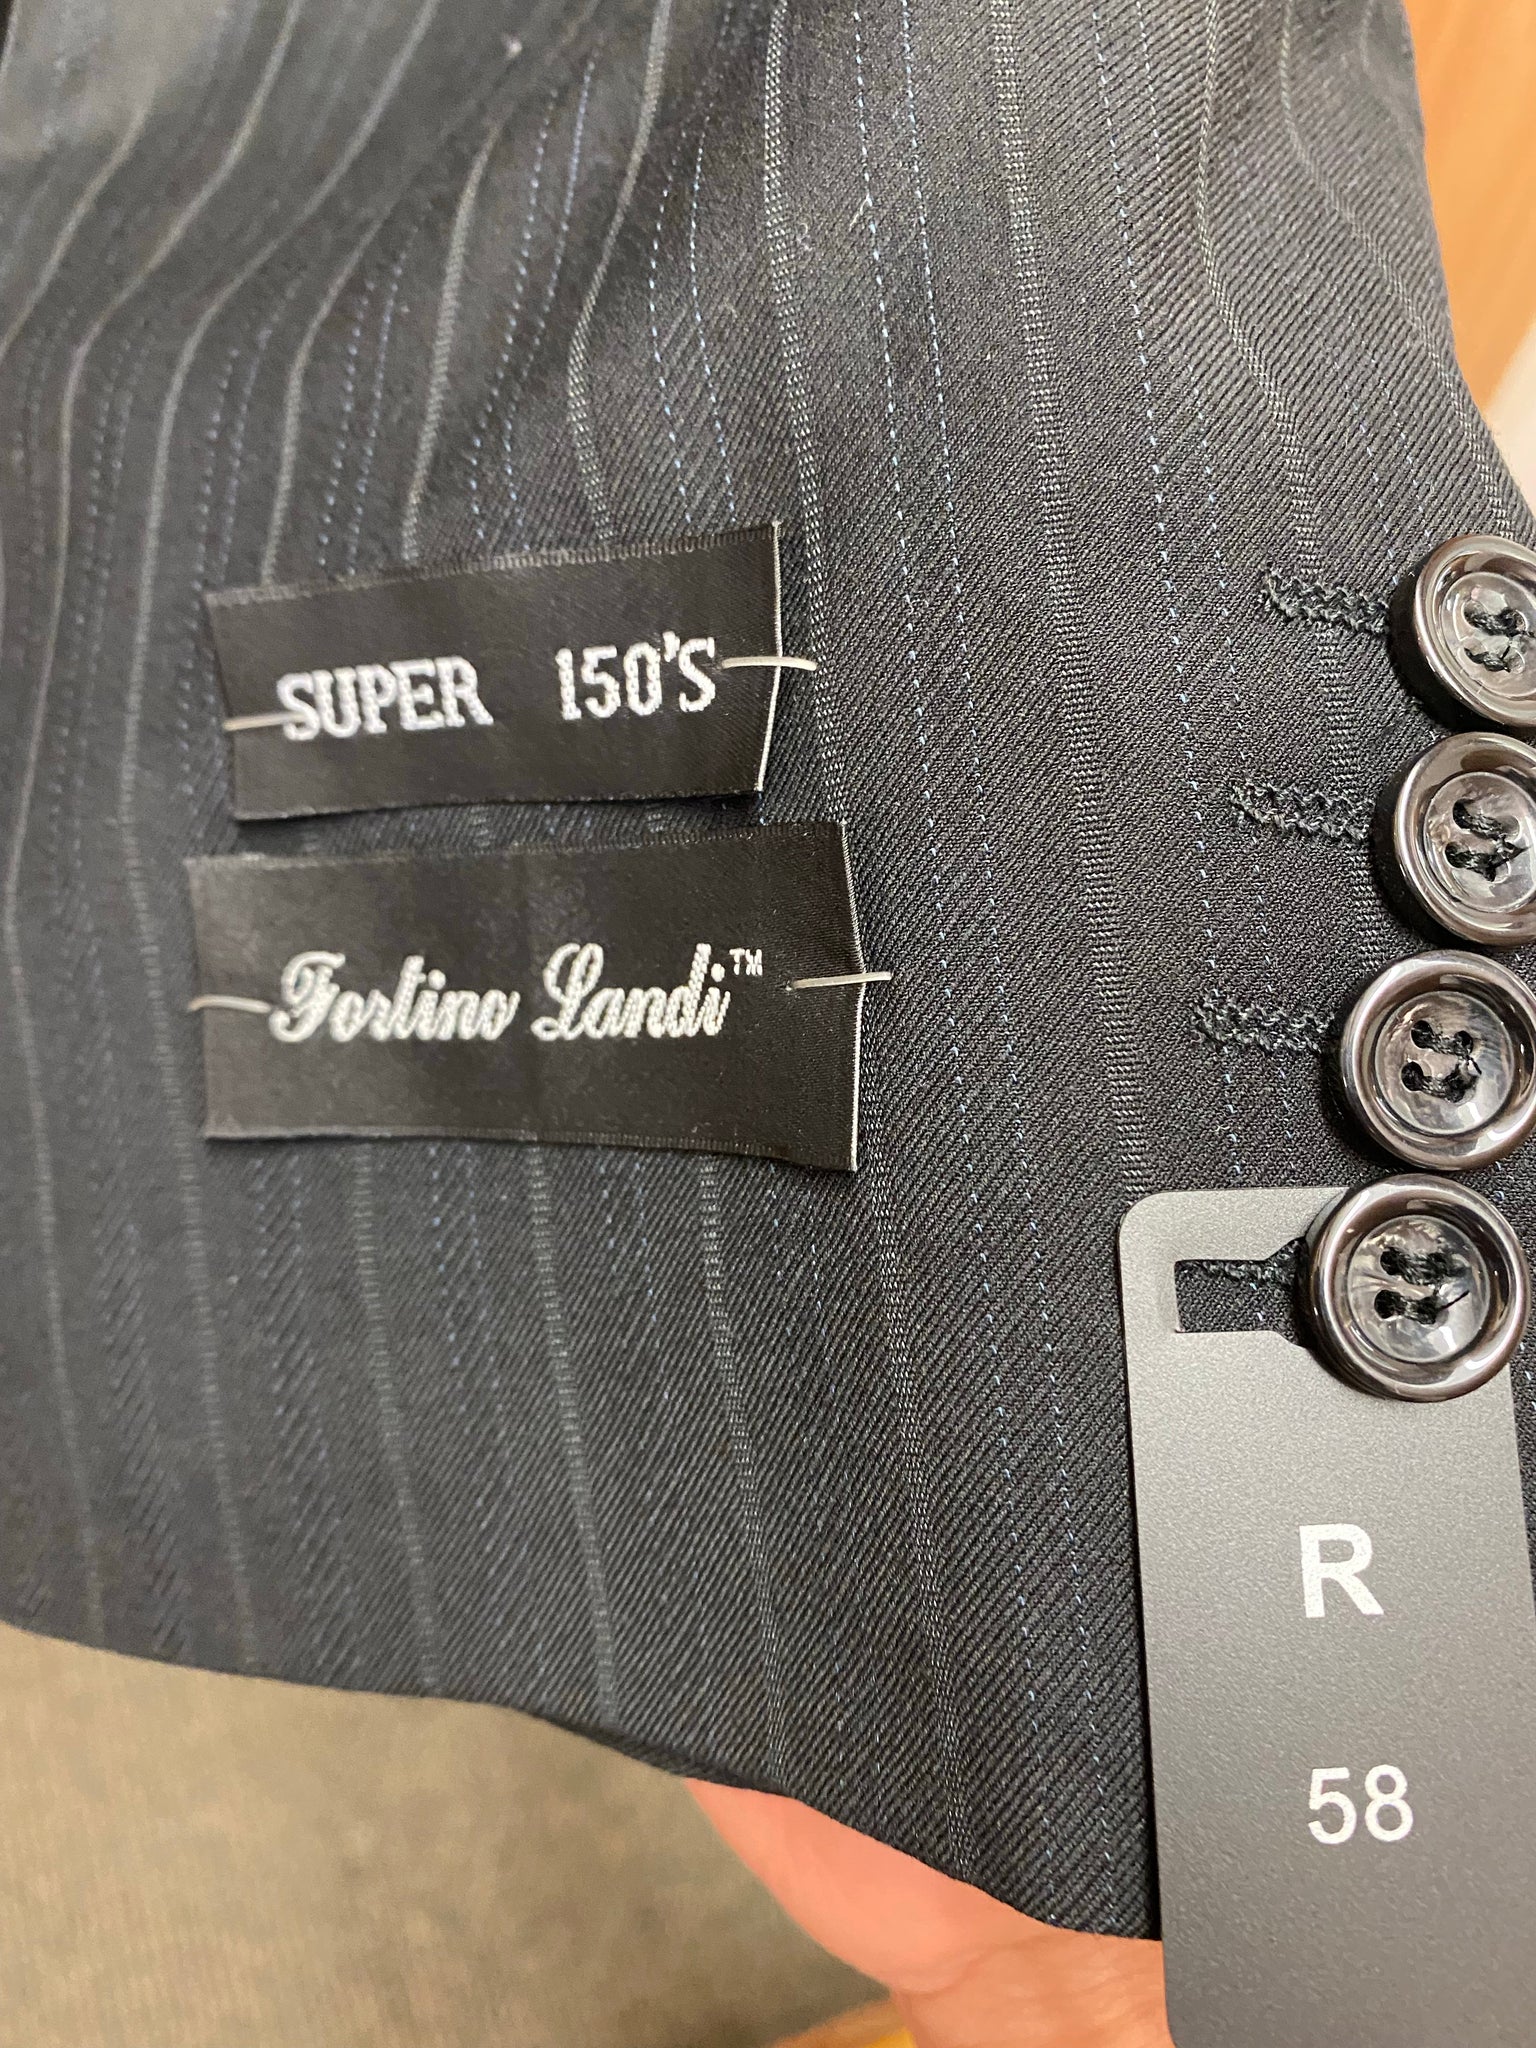 SUPER 150'S
Fortino Landi™
R
58